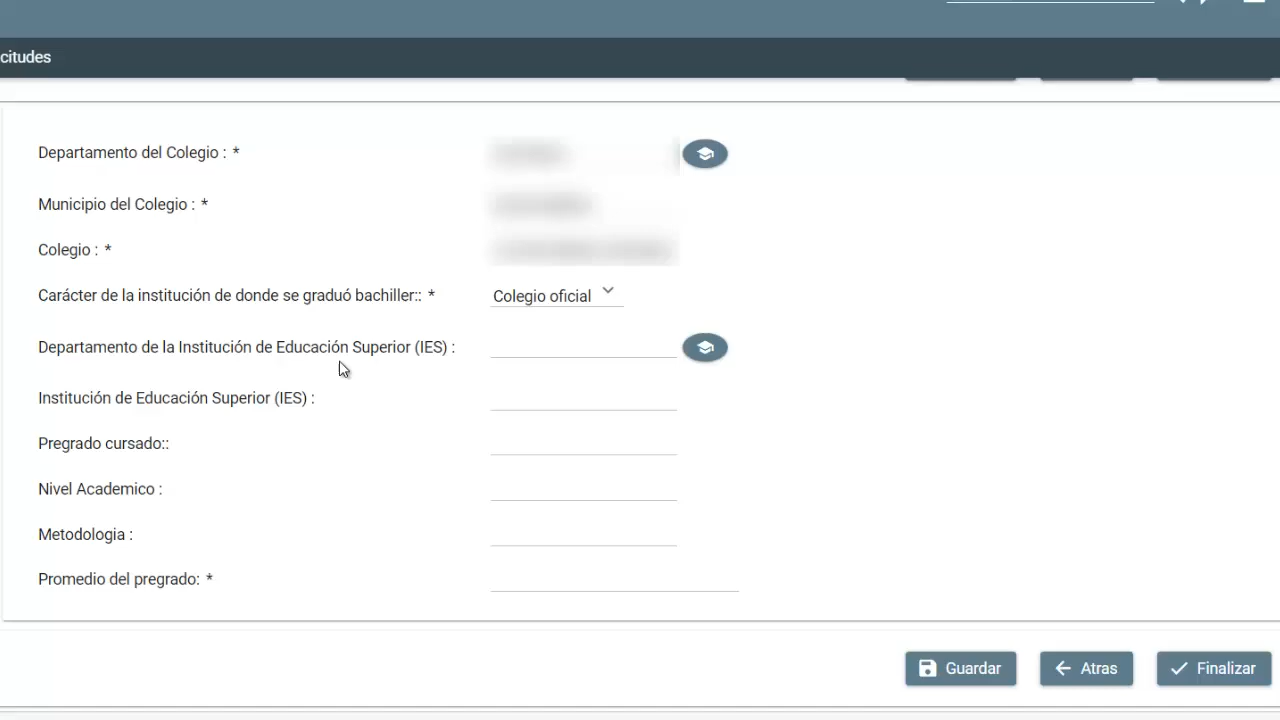 citudes
Departamento del Colegio : *
Municipio del Colegio : *
Colegio : *
Carácter de la institución de donde se graduó bachiller:: * Colegio oficial
Departamento de la Institución de Educación Superior (IES) :
Institución de Educación Superior (IES) :
Pregrado cursado::
Nivel Academico :
Metodologia :
Promedio del pregrado: *
Guardar Atras Finalizar